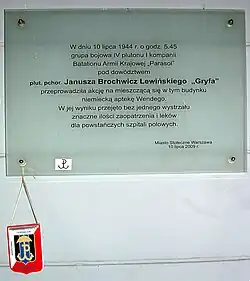 W dniu 10 lipca 1944 r. o godz. 5.45
grupa bojowa IV plutonu I kompanii
Batalionu Armii Krajowej „Parasol”
pod dowództwem
plut. pchor. Janusza Brochwicz Lewińskiego „Gryfa”
przeprowadziła akcję na mieszczącą się w tym budynku
niemiecką aptekę Wendego.
W jej wyniku przejęto bez jednego wystrzału
znaczne ilości zaopatrzenia i leków
dla powstańczych szpitali polowych.
Miasto Stołeczne Warszawa
10 lipca 2009 r.